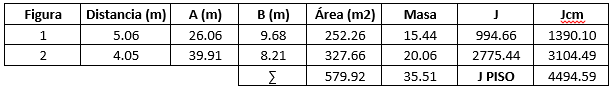 Figura Distancia (m) A (m) B (m) Área (m2) Masa J Jcm
1 5.06 26.06 9.68 252.26 15.44 994.66 1390.10
2 4.05 39.91 8.21 327.66 20.06 2775.44 3104.49
∑ 579.92 35.51 J PISO 4494.59